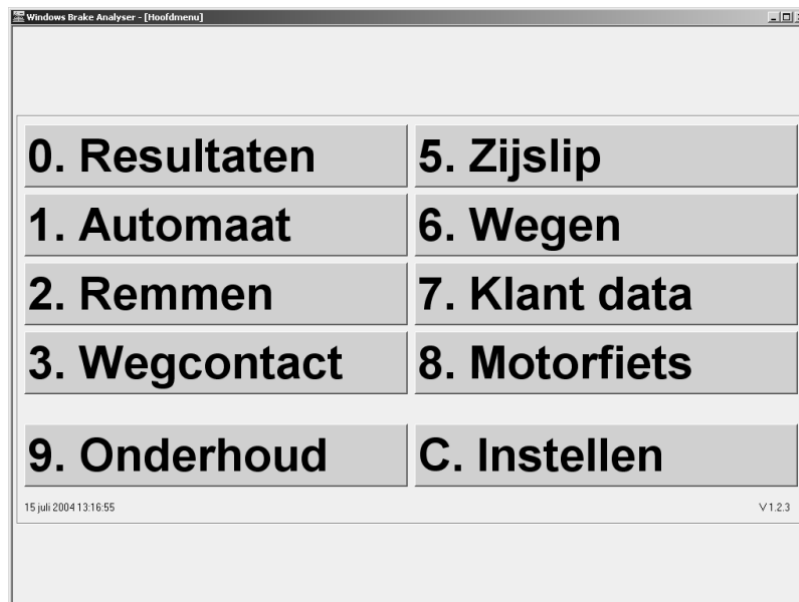 Windows Brake Analyser - [Hoofdmenu]
0. Resultaten
5. Zijslip
1. Automaat
6. Wegen
2. Remmen
7. Klant data
3. Wegcontact
8. Motorfiets
9. Onderhoud
C. Instellen
15 juli 2004 13:16:55
V 1.2.3